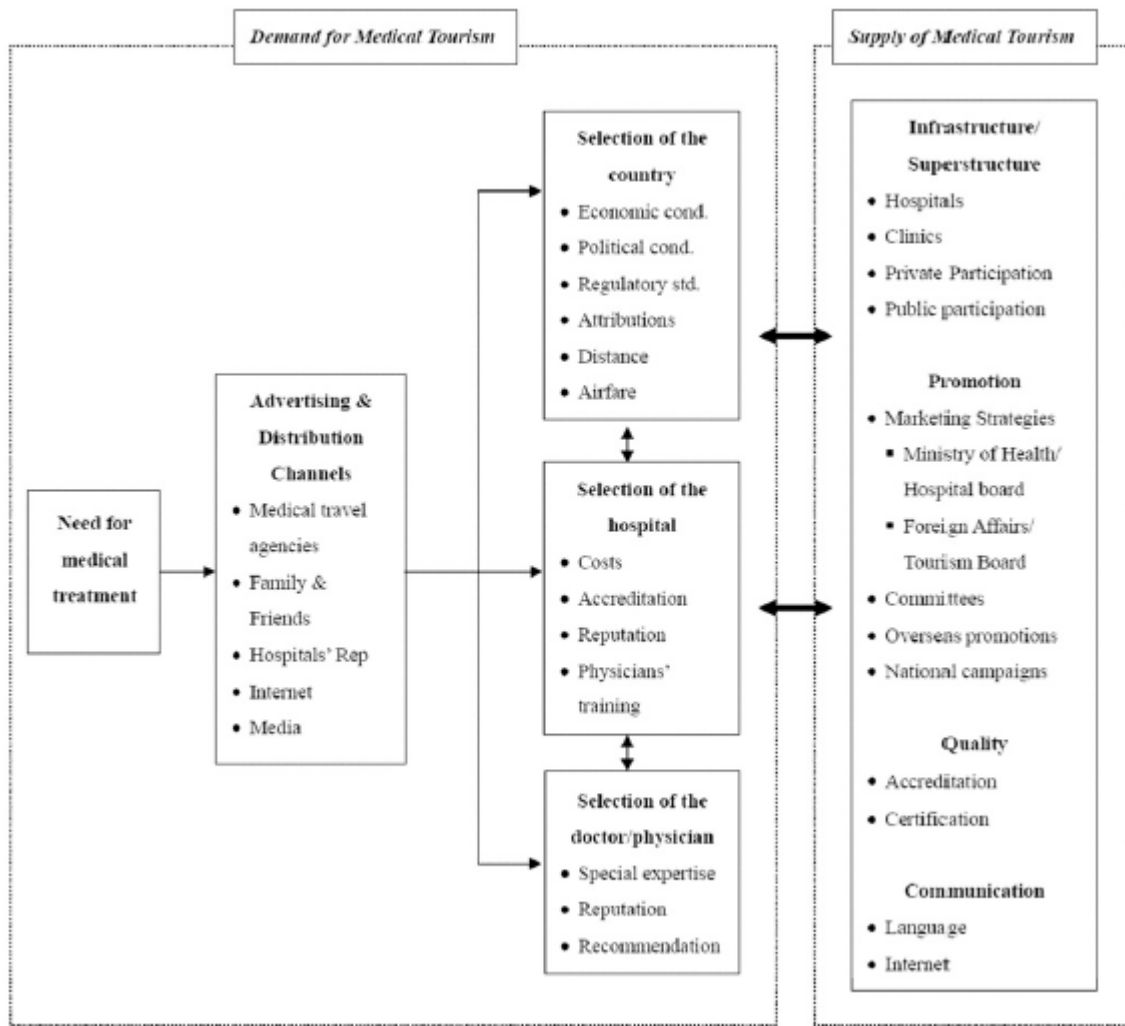 Demand for Medical Tourism
Need for
medical
treatment
Advertising &
Distribution
Channels
• Medical travel
agencies
• Family &
Friends
• Hospitals' Rep
• Internet
• Media
Selection of the
country
• Economic cond.
• Political cond.
• Regulatory std.
• Attributions
• Distance
• Airfare
Selection of the
hospital
• Costs
• Accreditation
• Reputation
• Physicians'
training
Selection of the
doctor/physician
• Special expertise
• Reputation
• Recommendation
Supply of Medical Tourism
Infrastructure/
Superstructure
• Hospitals
• Clinics
• Private Participation
• Public participation
Promotion
• Marketing Strategies
▪ Ministry of Health/
Hospital board
▪ Foreign Affairs/
Tourism Board
• Committees
• Overseas promotions
• National campaigns
Quality
• Accreditation
• Certification
Communication
• Language
• Internet